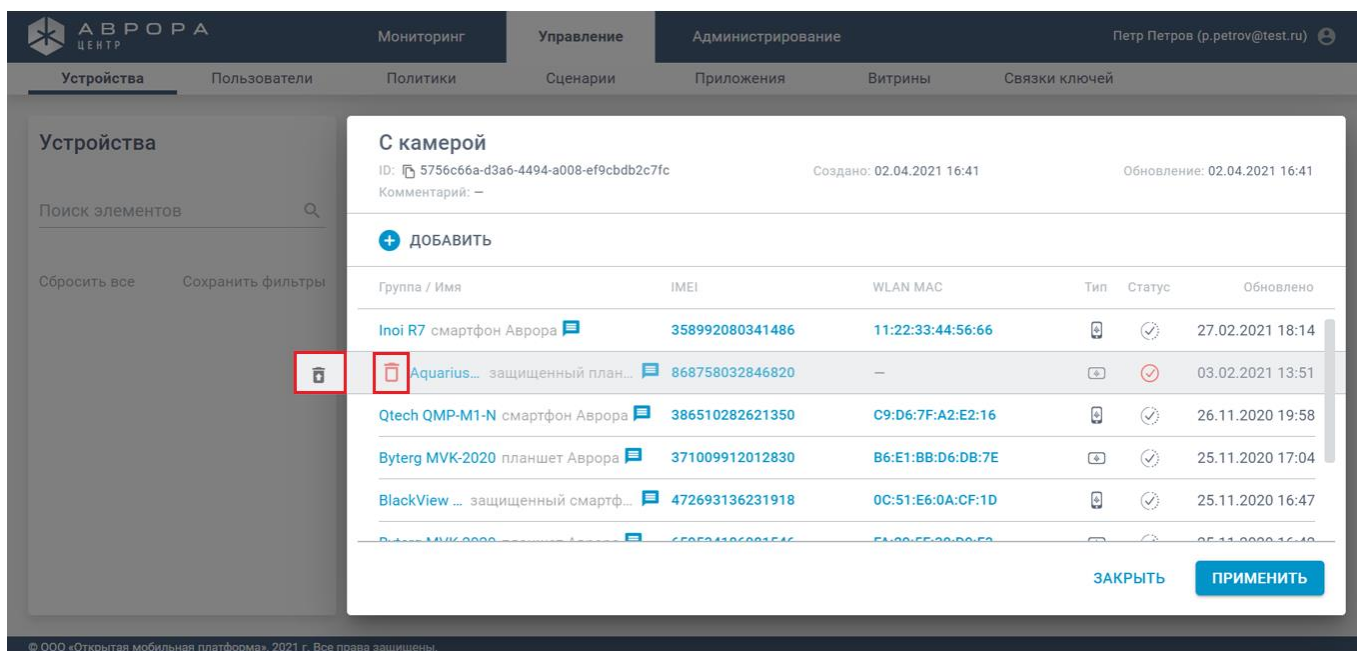 АВРОРА
ЦЕНТР
Мониторинг Управление Администрирование Петр Петров (p.petrov@test.ru)
Устройства Пользователи Политики Сценарии Приложения Витрины Связки ключей
Устройства
Поиск элементов
Сбросить все Сохранить фильтры
С камерой
ID: 5756c66a-d3a6-4494-a008-ef9cbdb2c7fc Создано: 02.04.2021 16:41 Обновление: 02.04.2021 16:41
Комментарий: —
ДОБАВИТЬ
Группа / Имя IMEI WLAN MAC Тип Статус Обновлено
Inoi R7 смартфон Аврора 358992080341486 11:22:33:44:56:66 27.02.2021 18:14
Aquarius... защищенный план... 868758032846820 — 03.02.2021 13:51
Qtech QMP-M1-N смартфон Аврора 386510282621350 C9:D6:7F:A2:E2:16 26.11.2020 19:58
Byterg MVK-2020 планшет Аврора 371009912012830 B6:E1:BB:D6:DB:7E 25.11.2020 17:04
BlackView ... защищенный смартф... 472693136231918 0C:51:E6:0A:CF:1D 25.11.2020 16:47
Byterg MVK-2020 планшет Аврора
ЗАКРЫТЬ ПРИМЕНИТЬ
© ООО «Открытая мобильная платформа», 2021 г. Все права защищены.